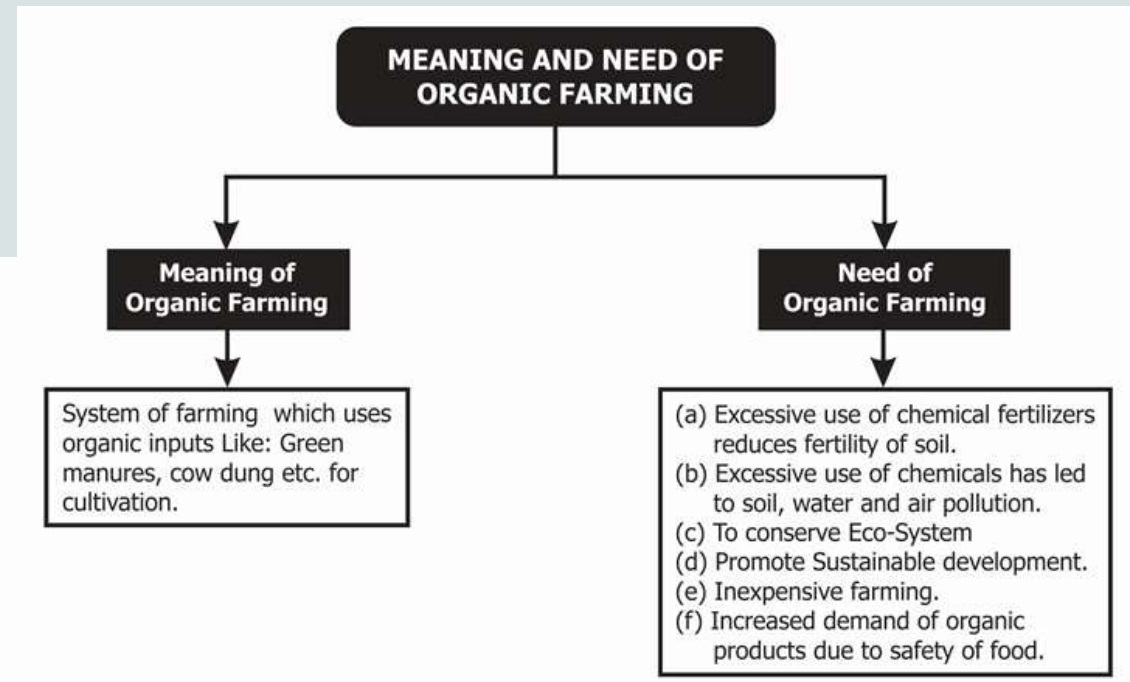 MEANING AND NEED OF
ORGANIC FARMING
Meaning of
Organic Farming
System of farming which uses
organic inputs Like: Green
manures, cow dung etc. for
cultivation.
Need of
Organic Farming
(a) Excessive use of chemical fertilizers
reduces fertility of soil.
(b) Excessive use of chemicals has led
to soil, water and air pollution.
(c) To conserve Eco-System
(d) Promote Sustainable development.
(e) Inexpensive farming.
(f) Increased demand of organic
products due to safety of food.